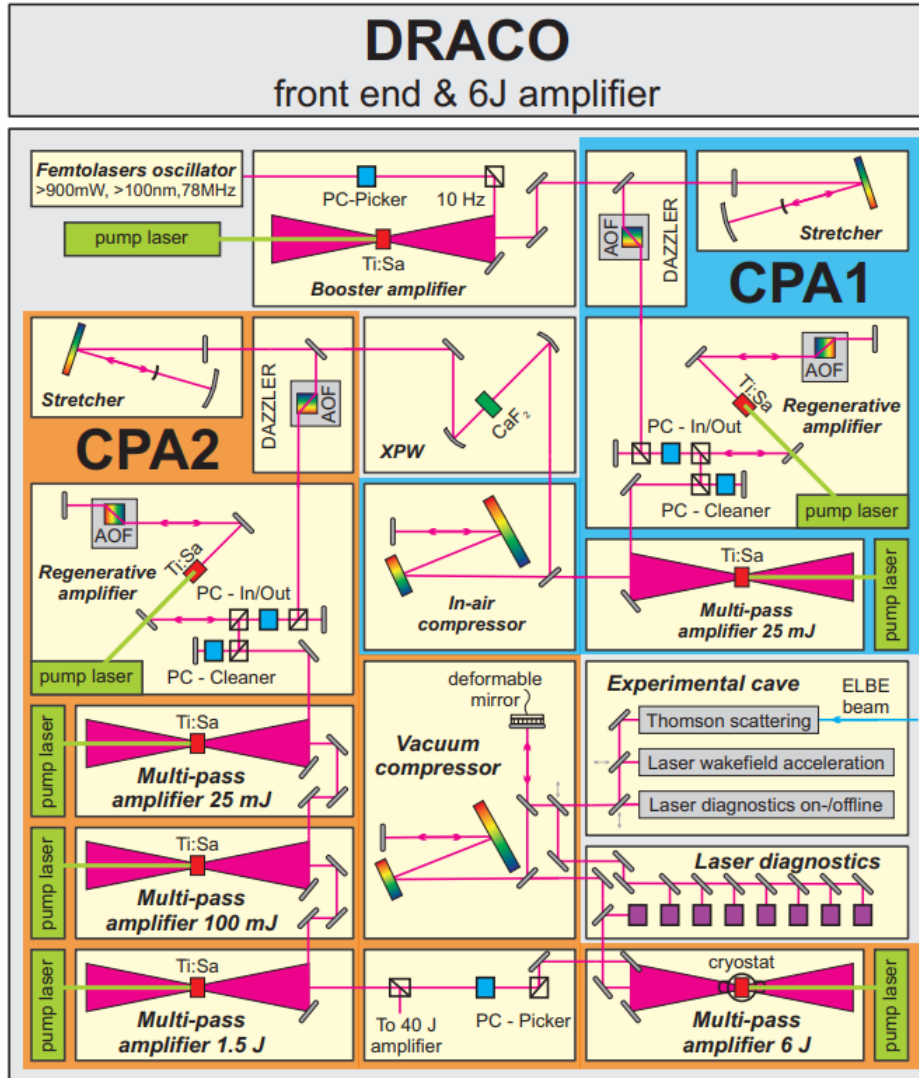 DRACO
front end & 6J amplifier
Femtolasers oscillator
>900mW, >100nm,78MHz
PC-Picker
10 Hz
pump laser
Ti:Sa
Booster amplifier
AOF
DAZZLER
Stretcher
CPA1
Stretcher
CPA2
DAZZLER
AOF
CaF₂
XPW
AOF
Ti:Sa
Regenerative
amplifier
PC - In/Out
PC - Cleaner
pump laser
AOF
Ti:Sa
Regenerative
amplifier
PC - In/Out
PC - Cleaner
pump laser
In-air
compressor
Ti:Sa
Multi-pass
amplifier 25 mJ
pump laser
pump laser
Ti:Sa
Multi-pass
amplifier 25 mJ
deformable
mirror
Vacuum
compressor
Experimental cave
ELBE
beam
Thomson scattering
Laser wakefield acceleration
Laser diagnostics on-/offline
pump laser
Ti:Sa
Multi-pass
amplifier 100 mJ
Laser diagnostics
pump laser
Ti:Sa
Multi-pass
amplifier 1.5 J
To 40 J
amplifier
PC - Picker
cryostat
Multi-pass
amplifier 6 J
pump laser